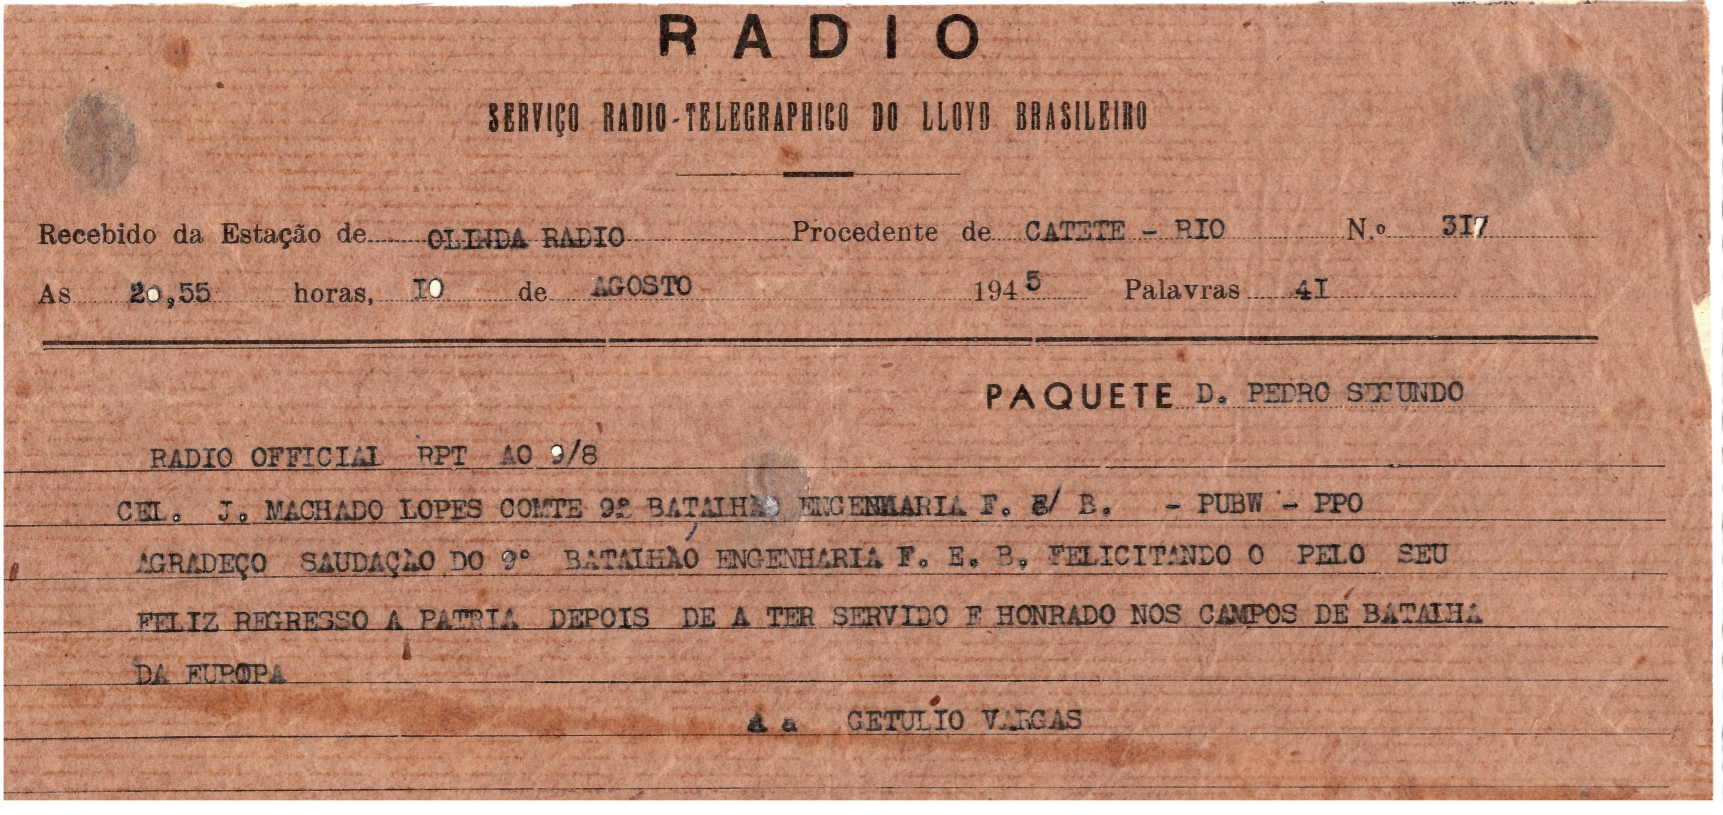 RADIO
SERVIÇO RADIO-TELEGRAPHICO DO LLOYD BRASILEIRO
Recebido da Estação de OLINDA RADIO Procedente de CATETE - RIO N.º 3I7
As 20,55 horas, I0 de AGOSTO 1945 Palavras 4I
PAQUETE D. PEDRO SEGUNDO
RADIO OFFICIAL RPT AO 9/8
CEL. J. MACHADO LOPES COMTE 9º BATALHÃO ENGENHARIA F. E/ B. - PUBW - PPO
AGRADEÇO SAUDAÇÃO DO 9º BATALHÃO ENGENHARIA F. E. B. FELICITANDO O PELO SEU
FELIZ REGRESSO A PATRIA DEPOIS DE A TER SERVIDO E HONRADO NOS CAMPOS DE BATALHA
DA EUROPA
A a GETULIO VARGAS